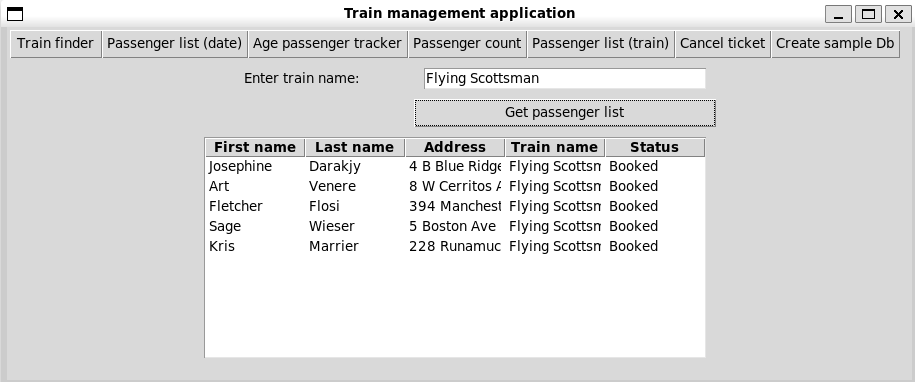 Train management application
Train finder Passenger list (date) Age passenger tracker Passenger count Passenger list (train) Cancel ticket Create sample Db
Enter train name: Flying Scottsman
Get passenger list
First name Last name Address Train name Status
Josephine Darakjy 4 B Blue Ridge Flying Scottsm Booked
Art Venere 8 W Cerritos A Flying Scottsm Booked
Fletcher Flosi 394 Manchest Flying Scottsm Booked
Sage Wieser 5 Boston Ave Flying Scottsm Booked
Kris Marrier 228 Runamuc Flying Scottsm Booked